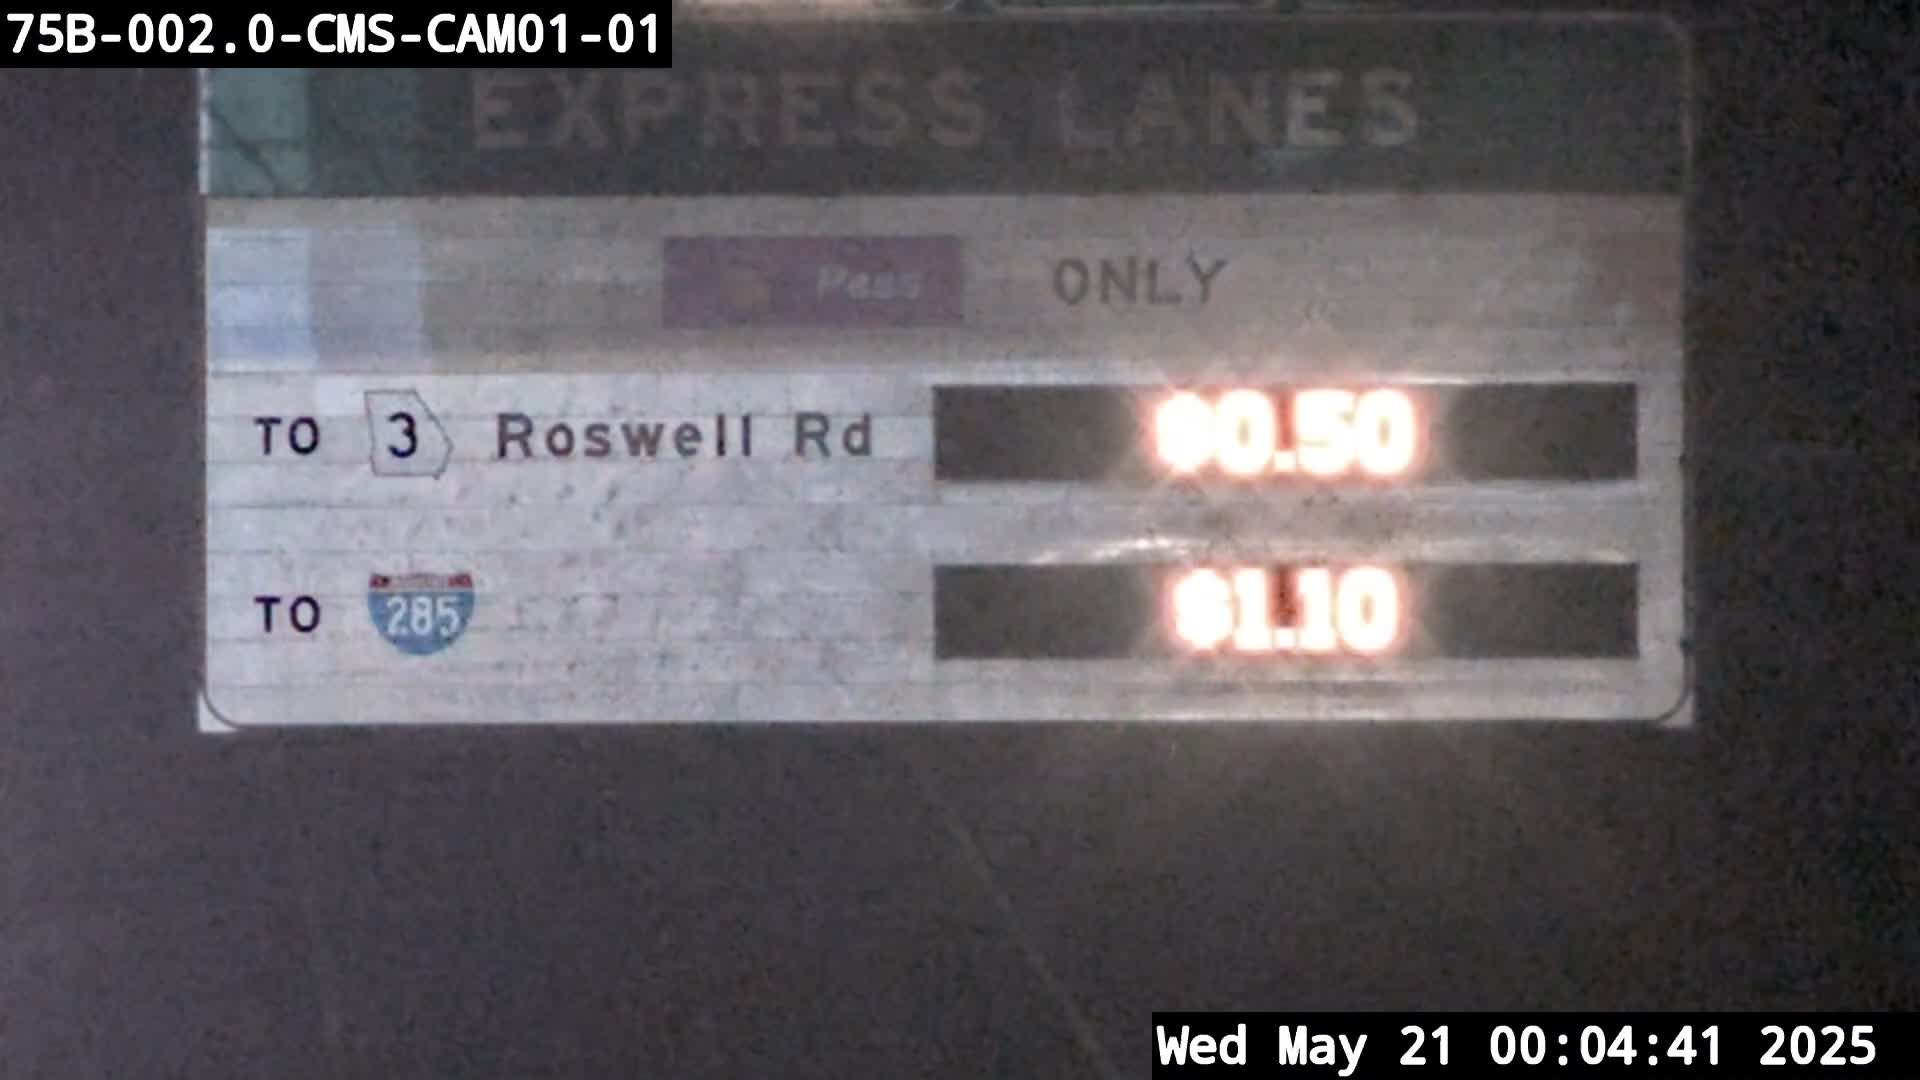 75B-002.0-CMS-CAM01-01
EXPRESS LANES
Pass ONLY
TO 3 Roswell Rd $0.50
TO 285 $1.10
Wed May 21 00:04:41 2025